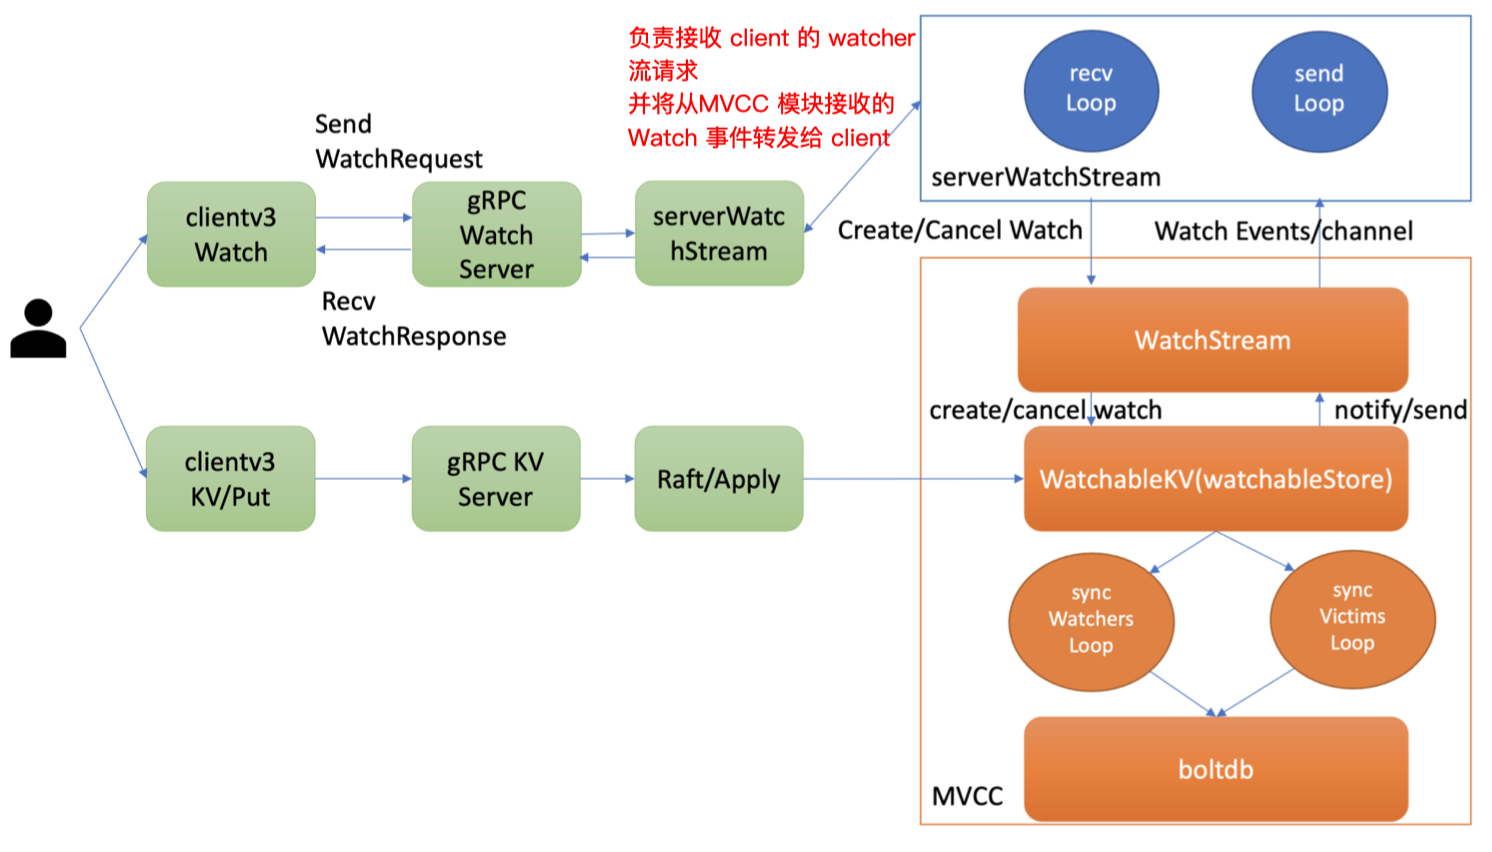 负责接收 client 的 watcher
流请求
并将从MVCC 模块接收的
Watch 事件转发给 client
recv
Loop
send
Loop
serverWatchStream
Send
WatchRequest
clientv3
Watch
gRPC
Watch
Server
serverWatc
hStream
Create/Cancel Watch
Watch Events/channel
Recv
WatchResponse
WatchStream
create/cancel watch
notify/send
clientv3
KV/Put
gRPC KV
Server
Raft/Apply
WatchableKV(watchableStore)
sync
Watchers
Loop
sync
Victims
Loop
boltdb
MVCC